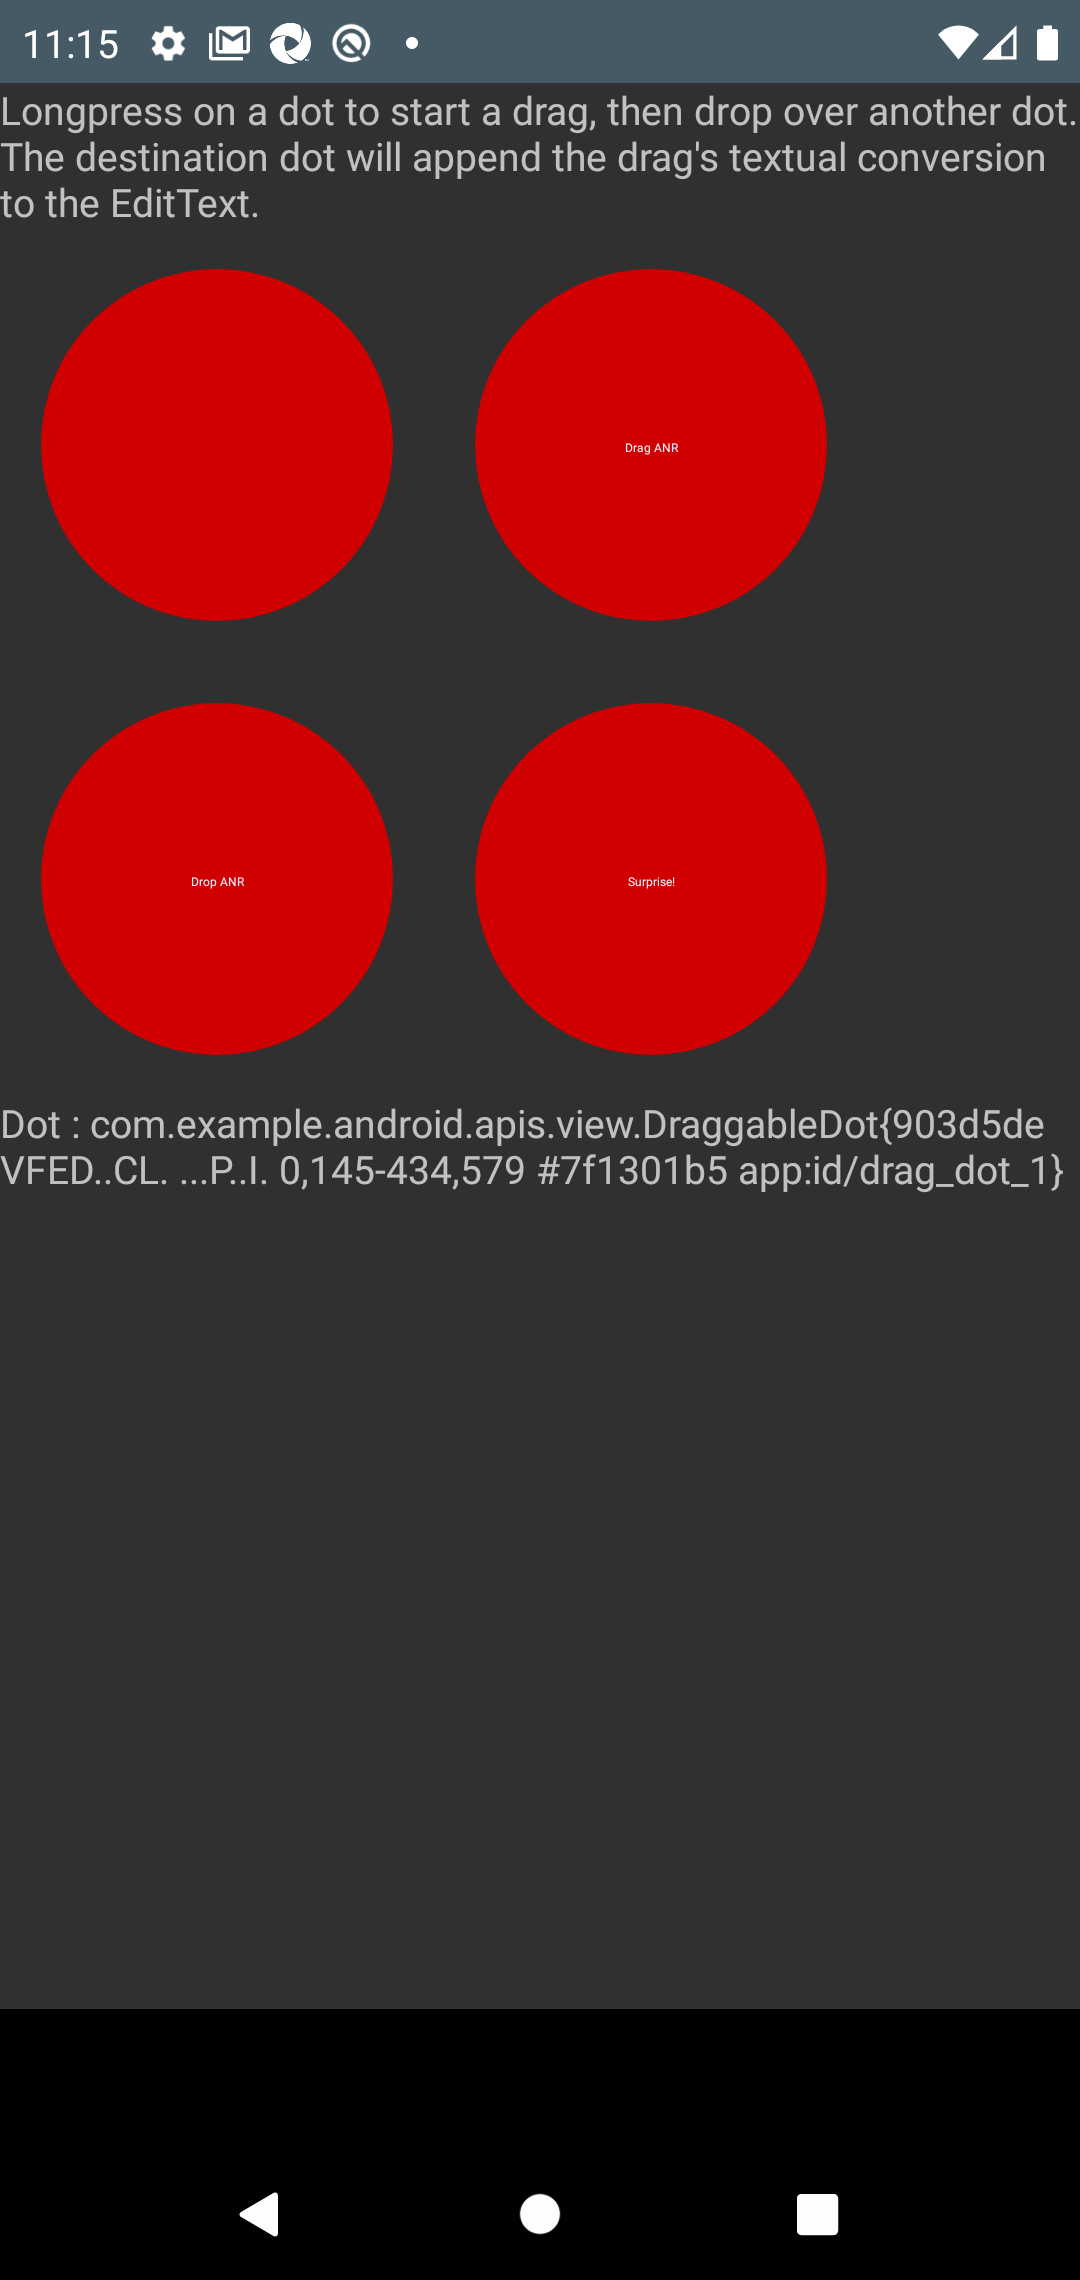 11:15
Longpress on a dot to start a drag, then drop over another dot.
The destination dot will append the drag's textual conversion
to the EditText.
Drag ANR
Drop ANR
Surprise!
Dot : com.example.android.apis.view.DraggableDot{903d5de
VFED..CL. ...P..I. 0,145-434,579 #7f1301b5 app:id/drag_dot_1}